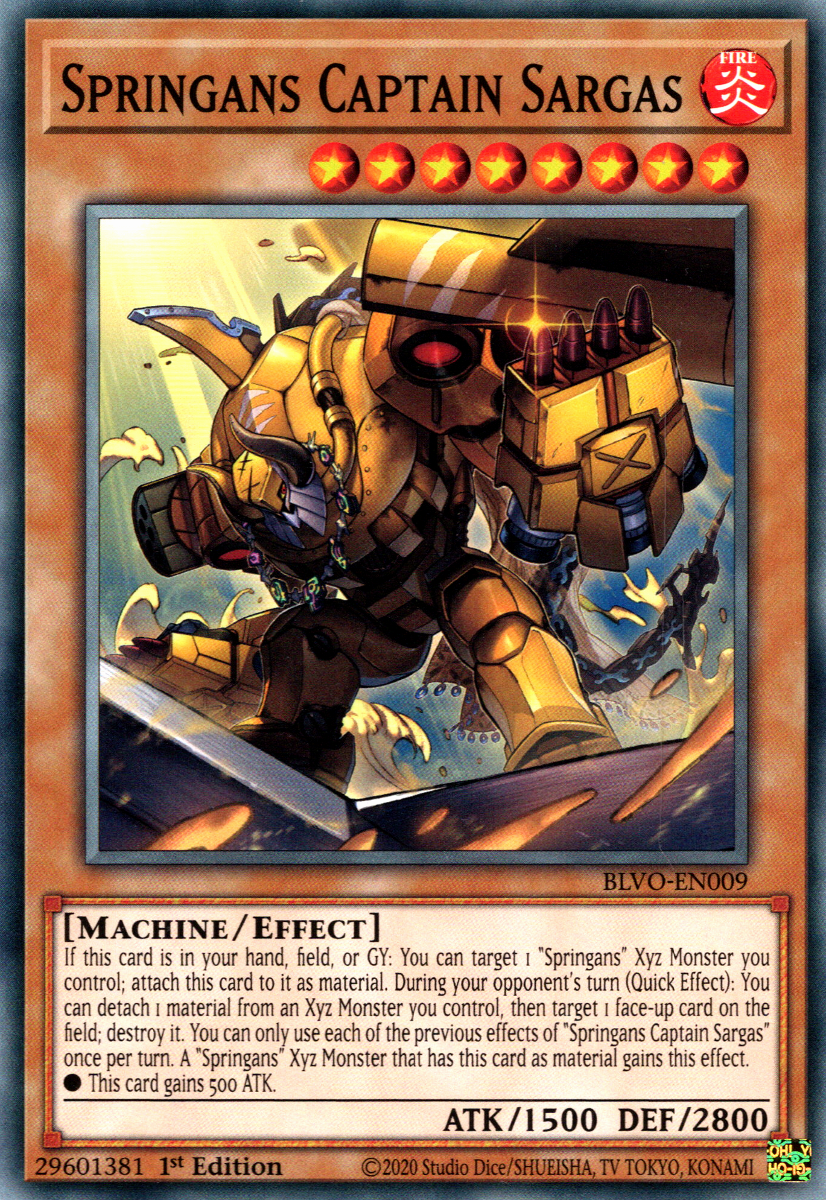 SPRINGANS CAPTAIN SARGAS
FIRE
炎
BLVO-EN009
[MACHINE/EFFECT]
If this card is in your hand, field, or GY: You can target 1 "Springans" Xyz Monster you
control; attach this card to it as material. During your opponent's turn (Quick Effect): You
can detach 1 material from an Xyz Monster you control, then target 1 face-up card on the
field; destroy it. You can only use each of the previous effects of "Springans Captain Sargas"
once per turn. A "Springans" Xyz Monster that has this card as material gains this effect.
● This card gains 500 ATK.
ATK/1500 DEF/2800
29601381 1st Edition
©2020 Studio Dice/SHUEISHA, TV TOKYO, KONAMI